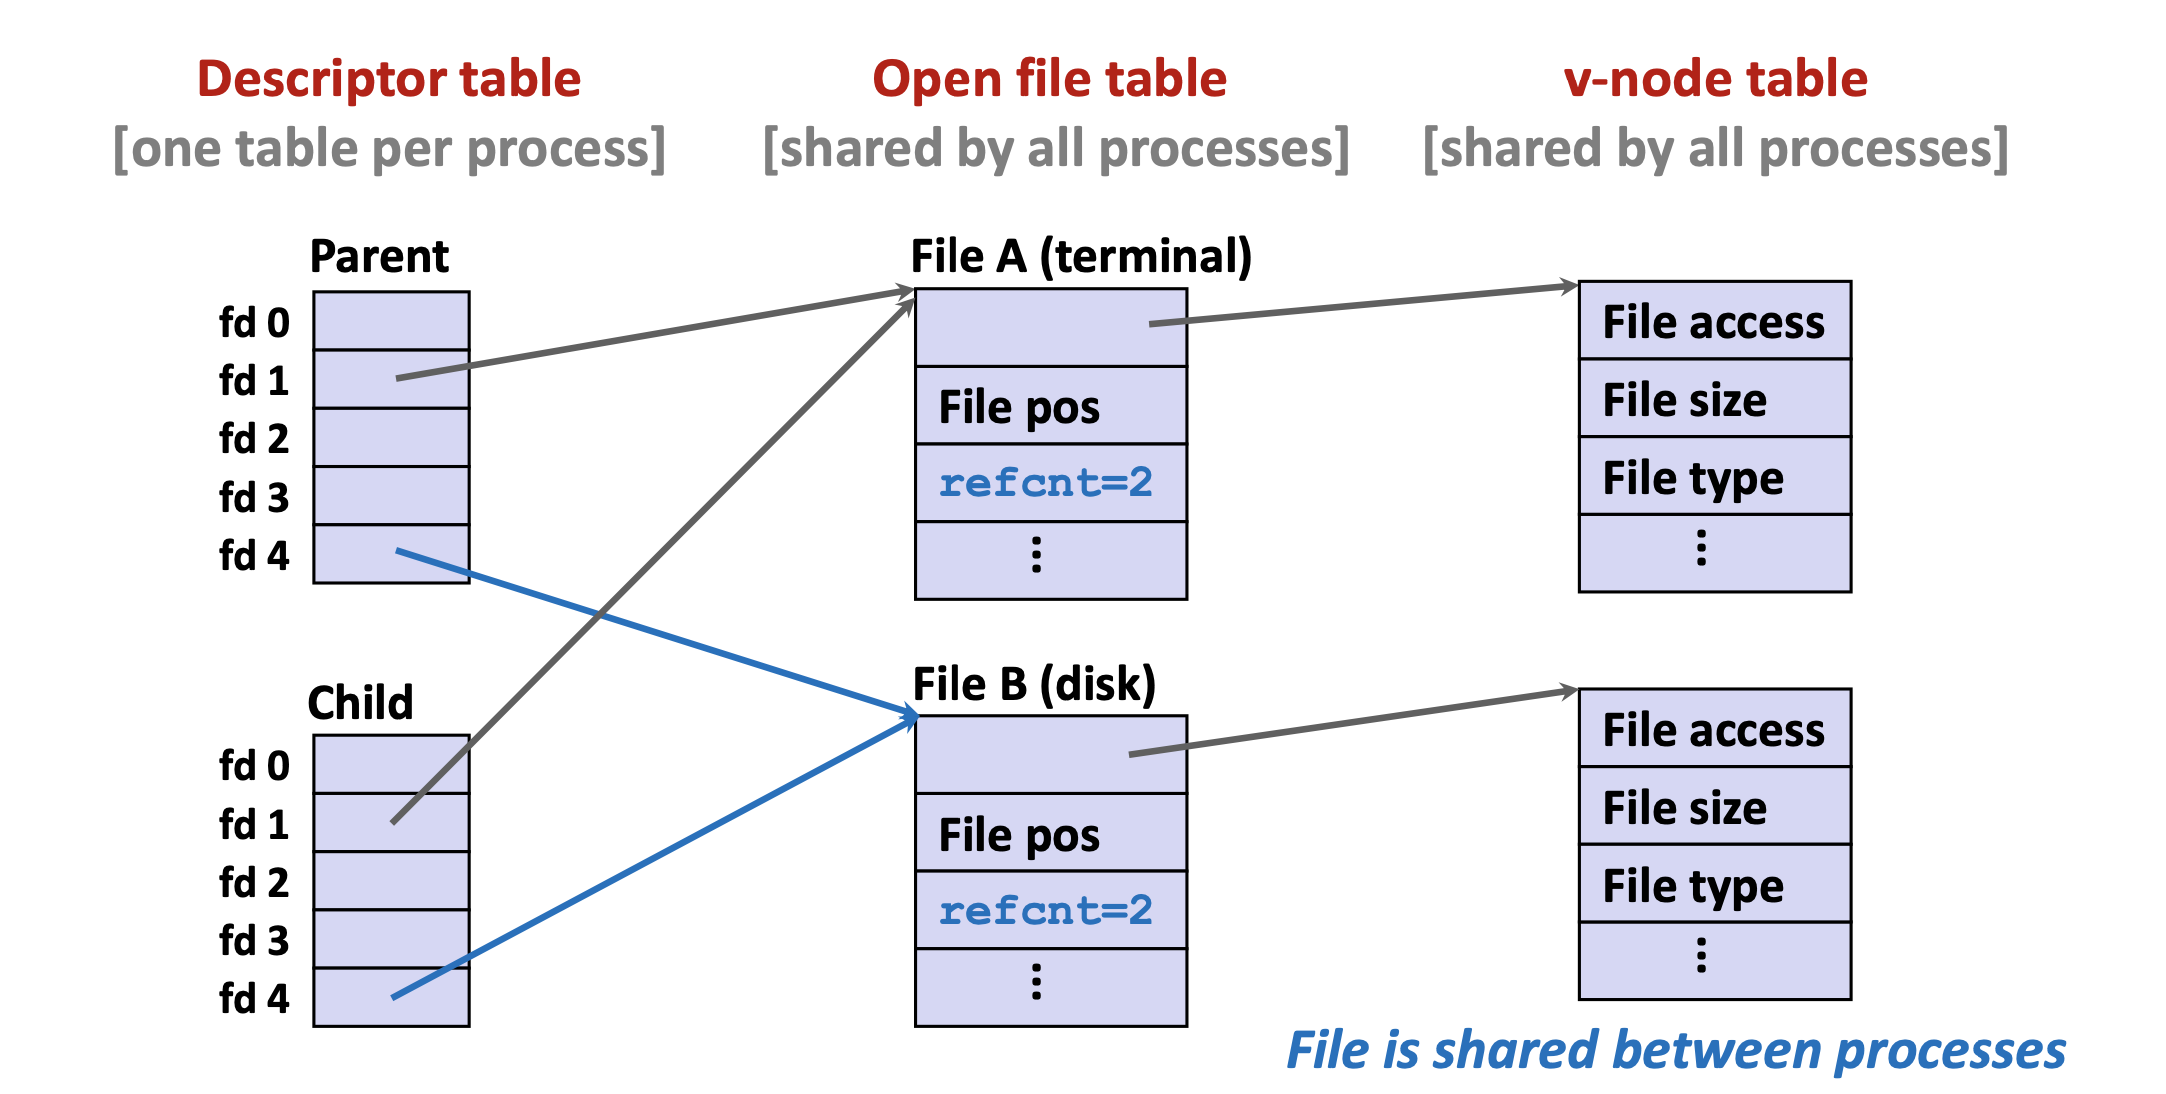 Descriptor table
[one table per process]
Open file table
[shared by all processes]
v-node table
[shared by all processes]
Parent
fd 0
fd 1
fd 2
fd 3
fd 4
Child
fd 0
fd 1
fd 2
fd 3
fd 4
File A (terminal)
File pos
refcnt=2
⋮
File B (disk)
File pos
refcnt=2
⋮
File access
File size
File type
⋮
File access
File size
File type
⋮
File is shared between processes